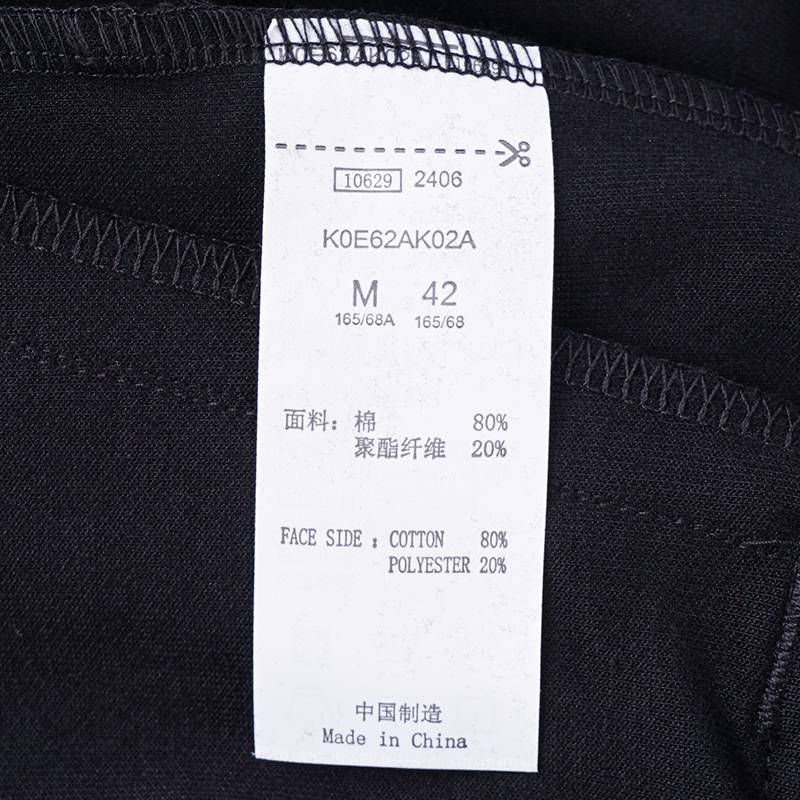 10629 2406
K0E62AK02A
M 42
165/68A 165/68
面料: 棉 80%
聚酯纤维 20%
FACE SIDE : COTTON 80%
POLYESTER 20%
中国制造
Made in China